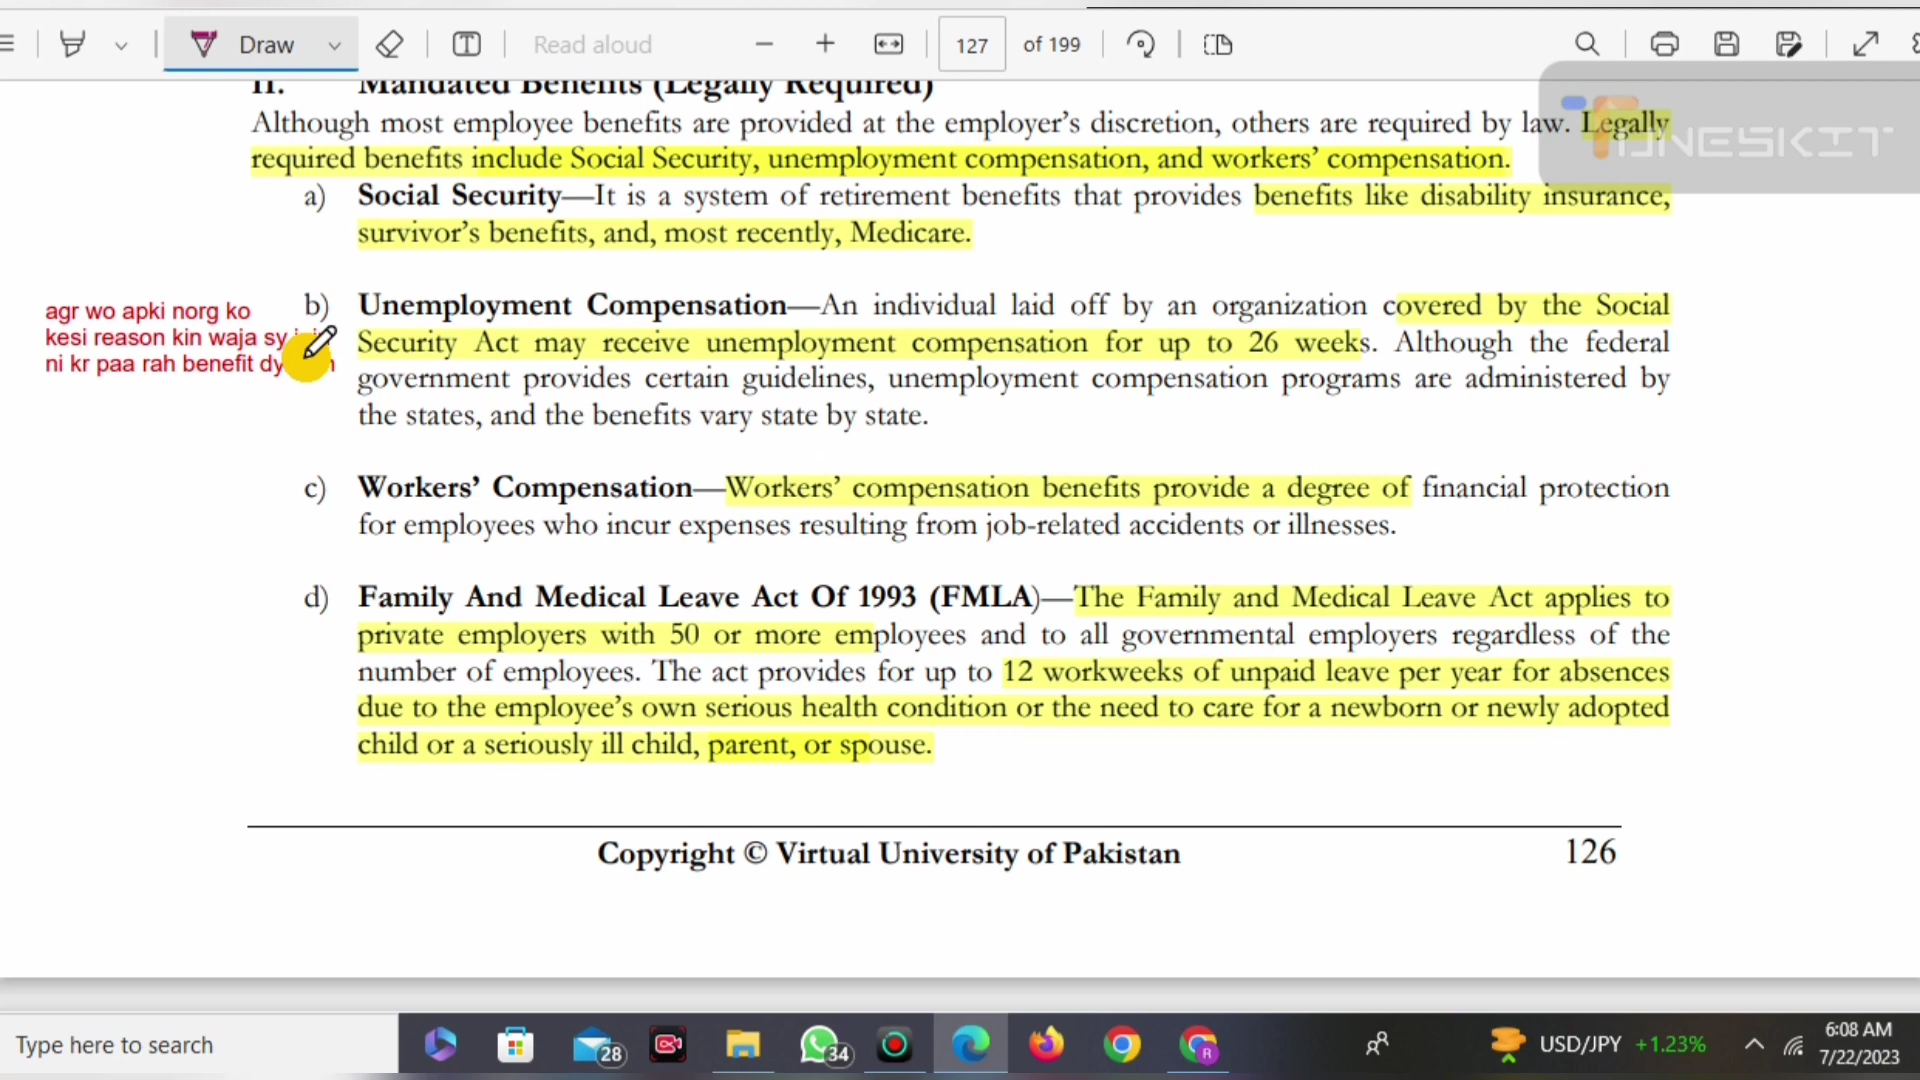 Draw
Read aloud
127 of 199
II. Mandated Benefits (Legally Required)
Although most employee benefits are provided at the employer's discretion, others are required by law. Legally
required benefits include Social Security, unemployment compensation, and workers' compensation.
a) Social Security—It is a system of retirement benefits that provides benefits like disability insurance,
survivor's benefits, and, most recently, Medicare.
agr wo apki norg ko
kesi reason kin waja sy
ni kr paa rah benefit dy
b) Unemployment Compensation—An individual laid off by an organization covered by the Social
Security Act may receive unemployment compensation for up to 26 weeks. Although the federal
government provides certain guidelines, unemployment compensation programs are administered by
the states, and the benefits vary state by state.
c) Workers' Compensation—Workers' compensation benefits provide a degree of financial protection
for employees who incur expenses resulting from job-related accidents or illnesses.
d) Family And Medical Leave Act Of 1993 (FMLA)—The Family and Medical Leave Act applies to
private employers with 50 or more employees and to all governmental employers regardless of the
number of employees. The act provides for up to 12 workweeks of unpaid leave per year for absences
due to the employee's own serious health condition or the need to care for a newborn or newly adopted
child or a seriously ill child, parent, or spouse.
Copyright © Virtual University of Pakistan 126
Type here to search
28
34
R
USD/JPY +1.23%
6:08 AM
7/22/2023